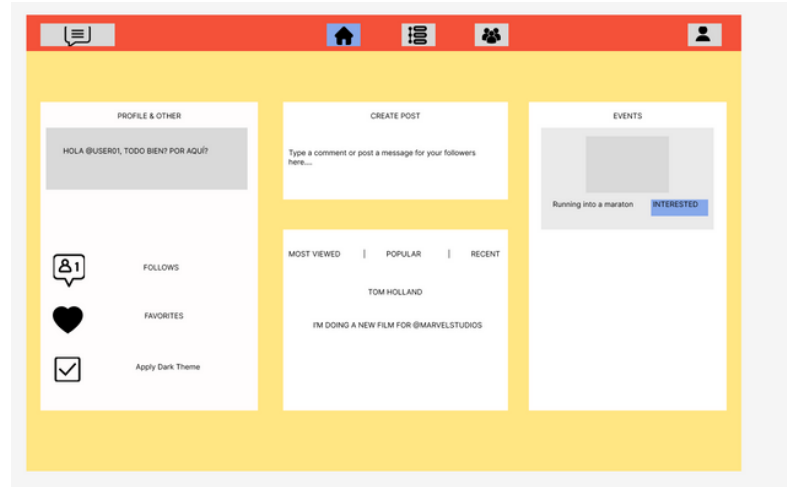 PROFILE & OTHER
HOLA @USER01, TODO BIEN? POR AQUÍ?
1
FOLLOWS
FAVORITES
Apply Dark Theme
CREATE POST
Type a comment or post a message for your followers
here....
MOST VIEWED | POPULAR | RECENT
TOM HOLLAND
I'M DOING A NEW FILM FOR @MARVELSTUDIOS
EVENTS
Running into a maraton INTERESTED